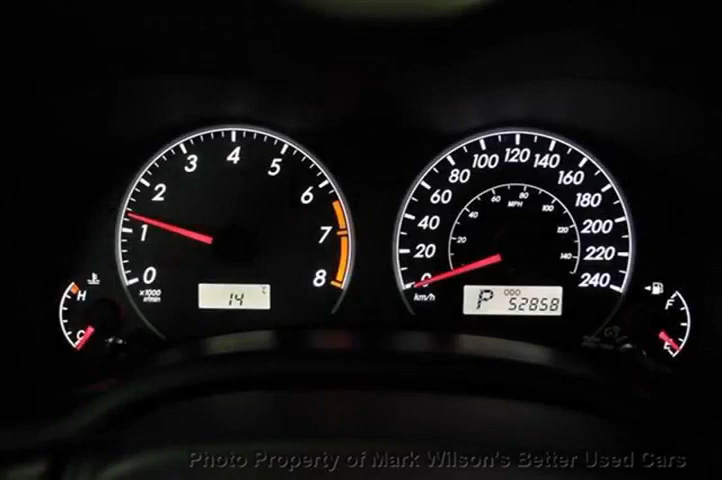 0 1 2 3 4 5 6 7 8
x1000
r/min
14 °C
H
C
0 20 40 60 80 100 120 140 160 180 200 220 240
km/h
20 40 60 80 100 120 140
MPH
P ODO 52858
F
E
Photo Property of Mark Wilson's Better Used Cars